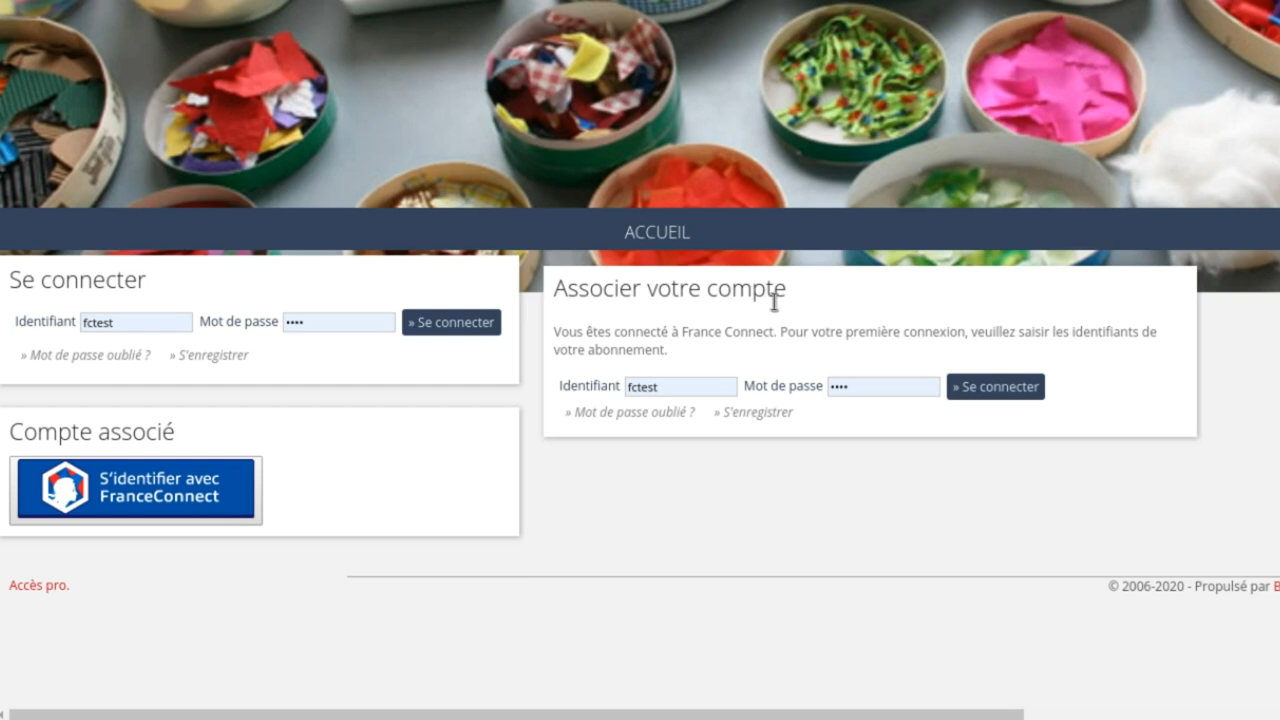 ACCUEIL
Se connecter
Identifiant fctest Mot de passe •••• » Se connecter
» Mot de passe oublié ? » S'enregistrer
Compte associé
S'identifier avec
FranceConnect
Associer votre compte
Vous êtes connecté à France Connect. Pour votre première connexion, veuillez saisir les identifiants de
votre abonnement.
Identifiant fctest Mot de passe •••• » Se connecter
» Mot de passe oublié ? » S'enregistrer
Accès pro.
© 2006-2020 - Propulsé par B